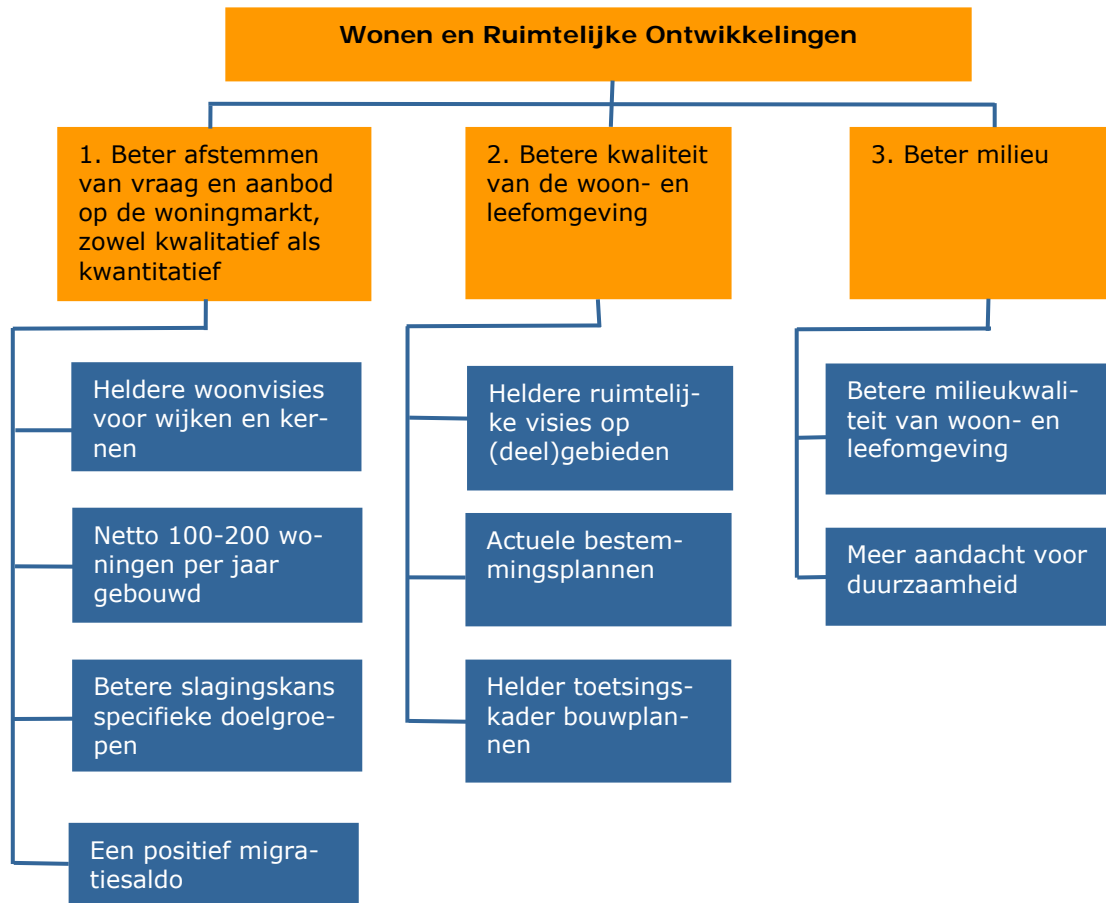 Wonen en Ruimtelijke Ontwikkelingen
1. Beter afstemmen
van vraag en aanbod
op de woningmarkt,
zowel kwalitatief als
kwantitatief
Heldere woonvisies
voor wijken en ker-
nen
Netto 100-200 wo-
ningen per jaar
gebouwd
Betere slagingskans
specifieke doelgroe-
pen
Een positief migra-
tiesaldo
2. Betere kwaliteit
van de woon- en
leefomgeving
Heldere ruimtelij-
ke visies op
(deel)gebieden
Actuele bestem-
mingsplannen
Helder toetsings-
kader bouwplan-
nen
3. Beter milieu
Betere milieukwali-
teit van woon- en
leefomgeving
Meer aandacht voor
duurzaamheid